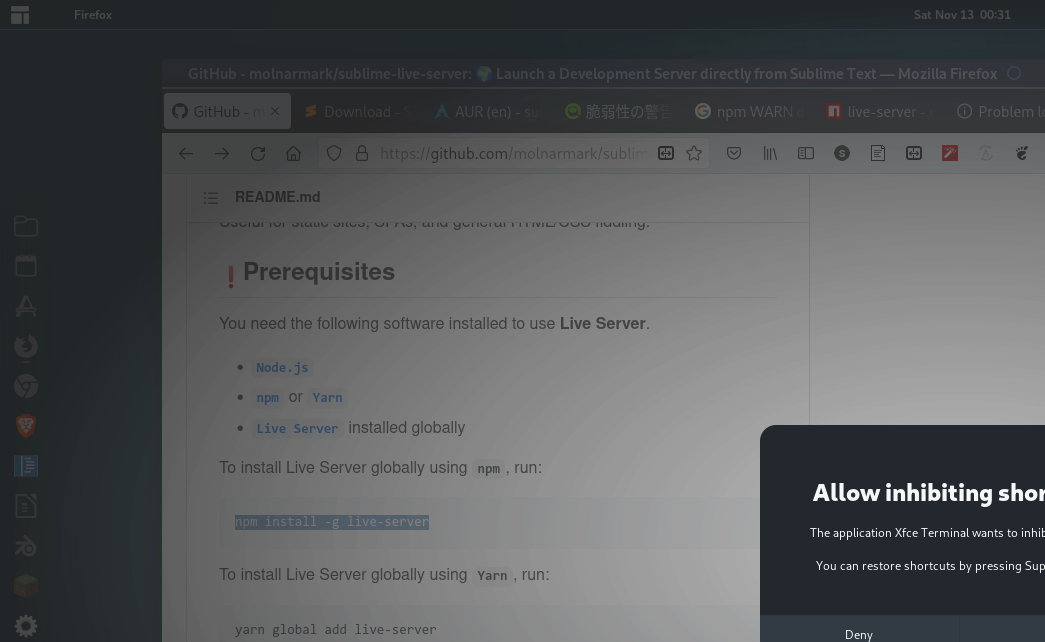 Firefox
Sat Nov 13 00:31
GitHub - molnarmark/sublime-live-server: 🌍 Launch a Development Server directly from Sublime Text — Mozilla Firefox
GitHub - m
Download - S
AUR (en) - su
脆弱性の警告
npm WARN
live-server -
Problem lo
https://github.com/molnarmark/sublim
README.md
Useful for static sites, SPAs, and general HTML/CSS fiddling.
❗ Prerequisites
You need the following software installed to use Live Server.
• Node.js
• npm or Yarn
• Live Server installed globally
To install Live Server globally using npm , run:
npm install -g live-server
To install Live Server globally using Yarn , run:
yarn global add live-server
Allow inhibiting shor
The application Xfce Terminal wants to inhib
You can restore shortcuts by pressing Sup
Deny